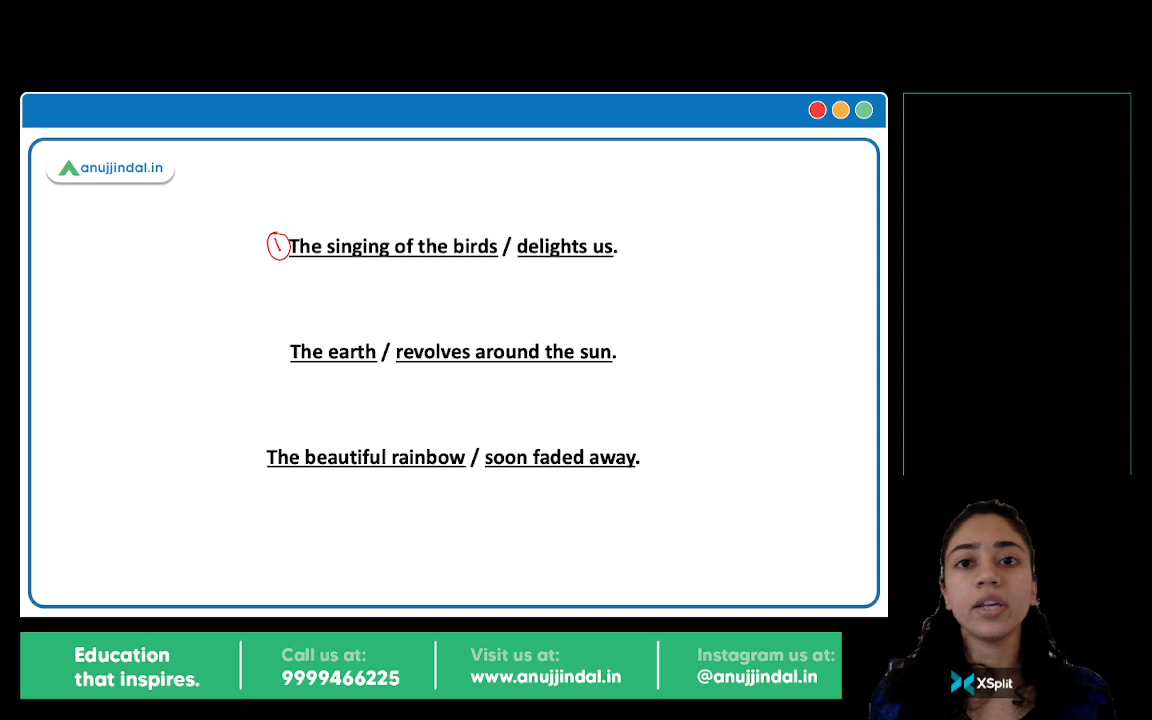 anujjindal.in
1 The singing of the birds / delights us.
The earth / revolves around the sun.
The beautiful rainbow / soon faded away.
Education
that inspires.
Call us at:
9999466225
Visit us at:
www.anujjindal.in
Instagram us at:
@anujjindal.in
XSplit